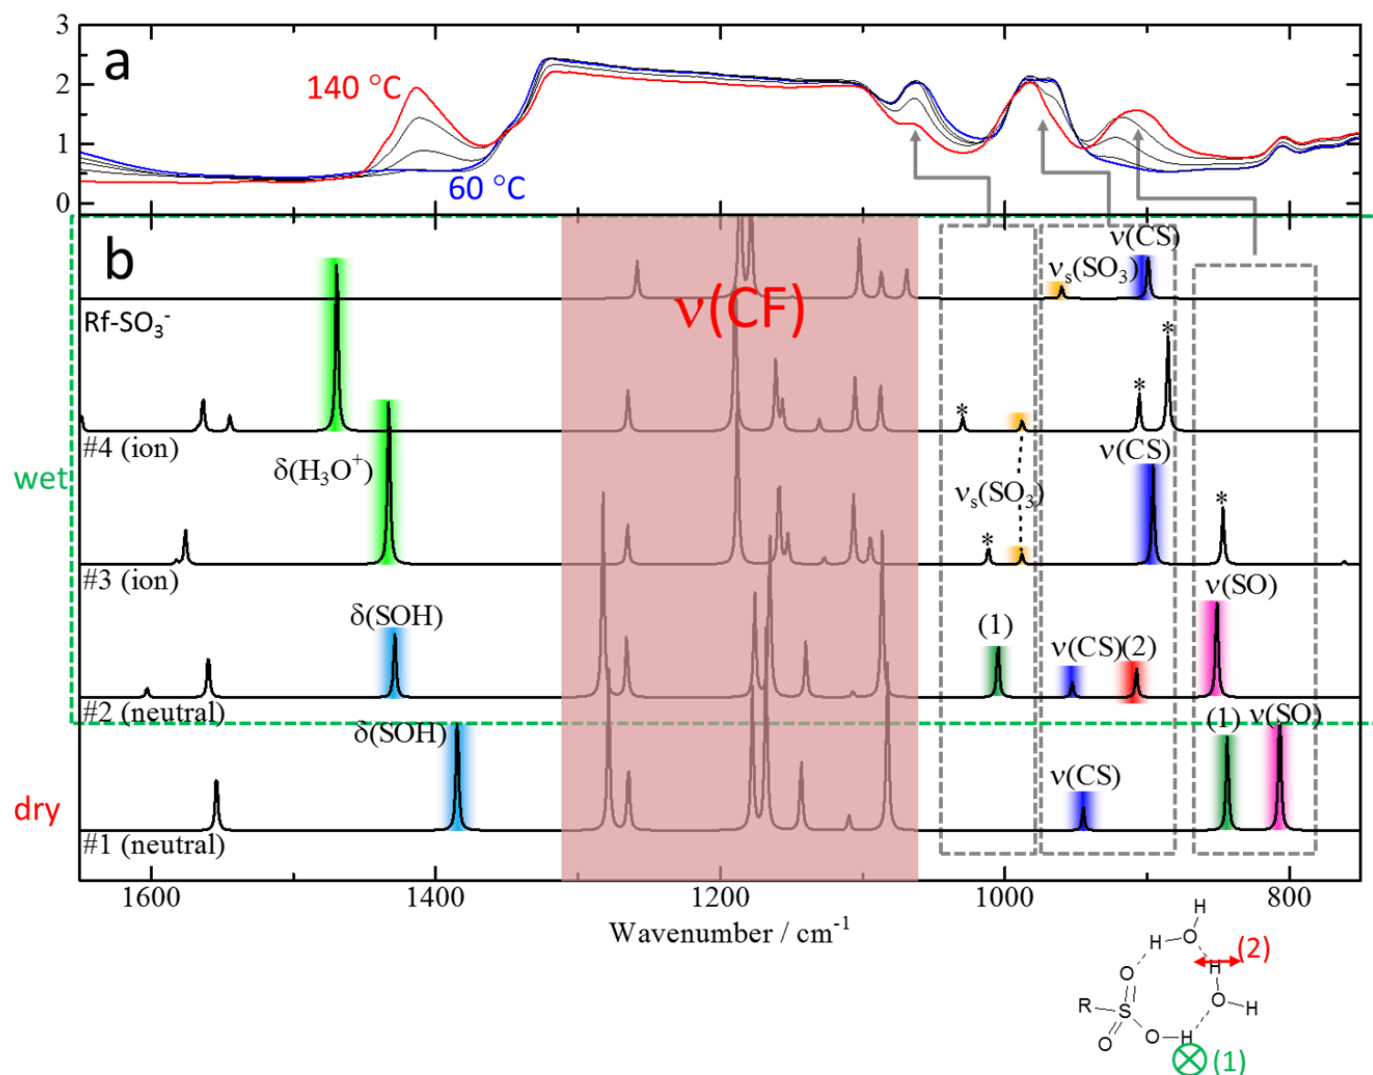 3
a
140 °C
2
1
60 °C
0
b
ν(CS)
νs(SO3)
ν(CF)
Rf-SO3-
*
*
*
#4 (ion)
δ(H3O+)
ν(CS)
wet
νs(SO3)
*
*
#3 (ion)
ν(SO)
δ(SOH)
(1)
ν(CS)(2)
#2 (neutral)
δ(SOH)
(1) ν(SO)
ν(CS)
dry
#1 (neutral)
1600 1400 1200 1000 800
Wavenumber / cm-1
H
H O
(2)
O H
R S O H
O O H
(1)